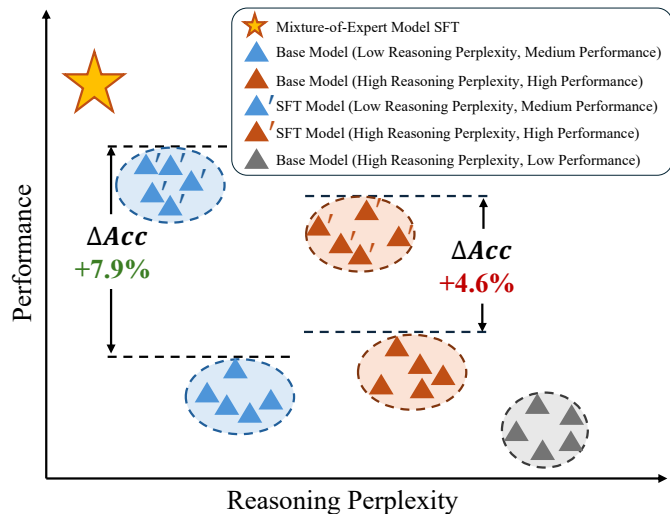 Mixture-of-Expert Model SFT
Base Model (Low Reasoning Perplexity, Medium Performance)
Base Model (High Reasoning Perplexity, High Performance)
SFT Model (Low Reasoning Perplexity, Medium Performance)
SFT Model (High Reasoning Perplexity, High Performance)
Base Model (High Reasoning Perplexity, Low Performance)
ΔAcc
+7.9%
ΔAcc
+4.6%
Performance
Reasoning Perplexity